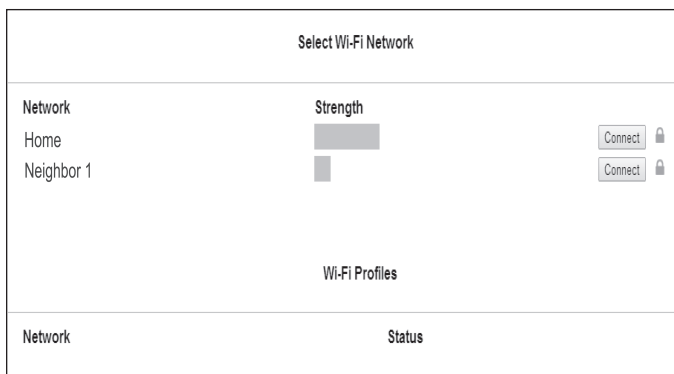 Select Wi-Fi Network
Network Strength
Home Connect
Neighbor 1 Connect
Wi-Fi Profiles
Network Status